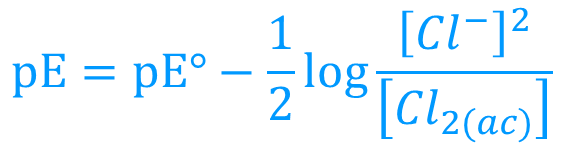 pE = pE° − 1/2 log [Cl⁻]² / [Cl₂₍ac₎]